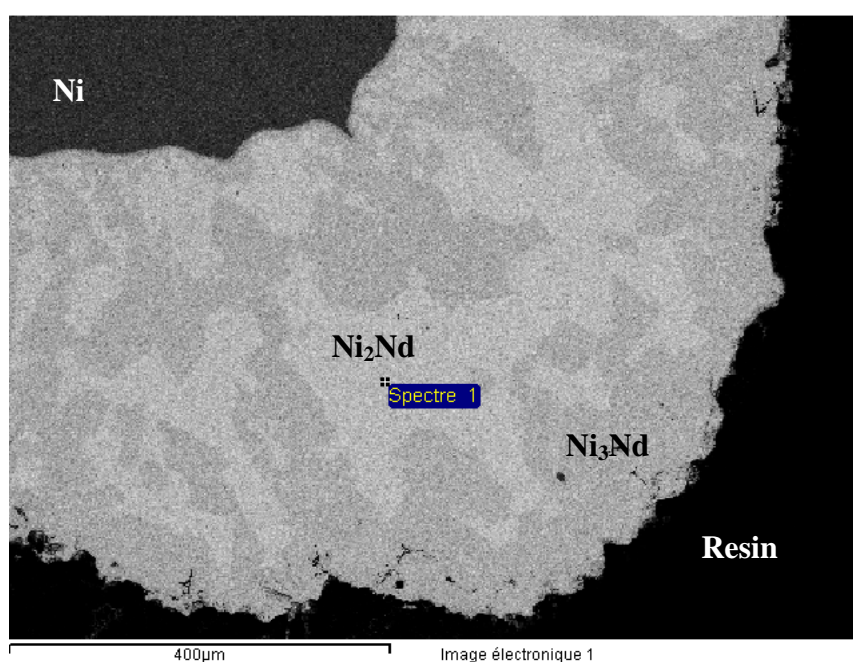 Ni
Ni₂Nd
Spectre 1
Ni₃Nd
Resin
400µm
Image électronique 1